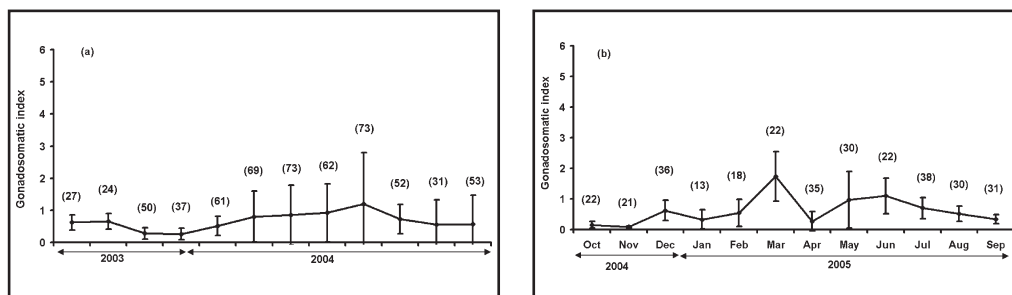 (a)
Gonadosomatic index
6
5
4
3
2
1
0
(27) (24) (50) (37) (61) (69) (73) (62) (73) (52) (31) (53)
2003 2004
(b)
Gonadosomatic index
6
5
4
3
2
1
0
(22) (21) (36) (13) (18) (22) (35) (30) (22) (38) (30) (31)
Oct Nov Dec Jan Feb Mar Apr May Jun Jul Aug Sep
2004 2005